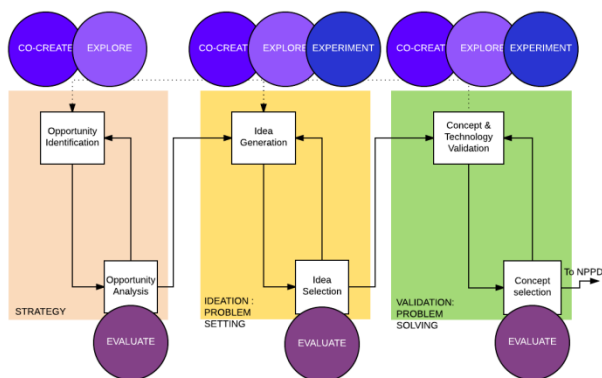 CO-CREATE
EXPLORE
CO-CREAT
EXPLORE
EXPERIMENT
CO-CREAT
EXPLORE
EXPERIMENT
Opportunity
Identification
Idea
Generation
Concept &
Technology
Validation
Opportunity
Analysis
Idea
Selection
Concept
selection
To NPPD
STRATEGY
IDEATION :
PROBLEM
SETTING
VALIDATION:
PROBLEM
SOLVING
EVALUATE
EVALUATE
EVALUATE